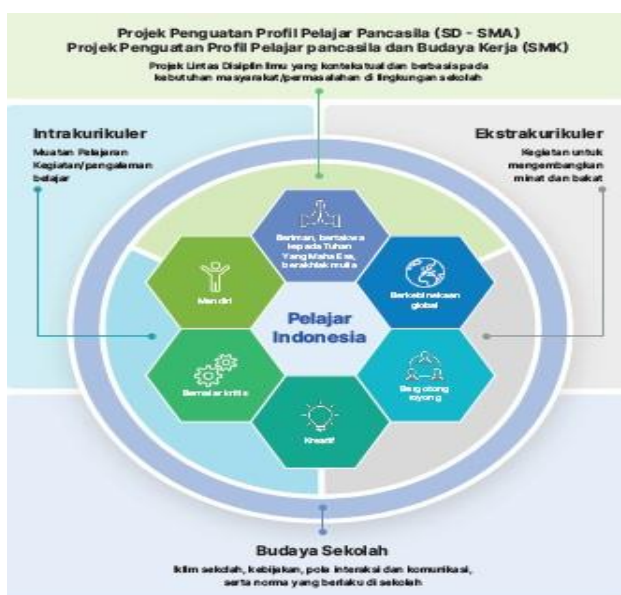 Projek Penguatan Profil Pelajar Pancasila (SD - SMA)
Projek Penguatan Profil Pelajar pancasila dan Budaya Kerja (SMK)
Projek Lintas Disiplin Ilmu yang kontekatual dan berbasis pada
kebutuhan masyarakat/permasalahan di lingkungan sekolah
Intrakurikuler
Muatan Pelajaran
Kegiatan/pengalaman
belajar
Ekstrakurikuler
Kegiatan untuk
mengembangkan
minat dan bakat
Beriman, bertakwa
kepada Tuhan
Yang Maha Esa,
berakhlak mulia
Mandiri
Berkebinekaan
global
Pelajar
Indonesia
Bernalar kritis
Bergotong
royong
Kreatif
Budaya Sekolah
Iklim sekolah, kebijakan, pola interaksi dan komunikasi,
serta norma yang berlaku di sekolah